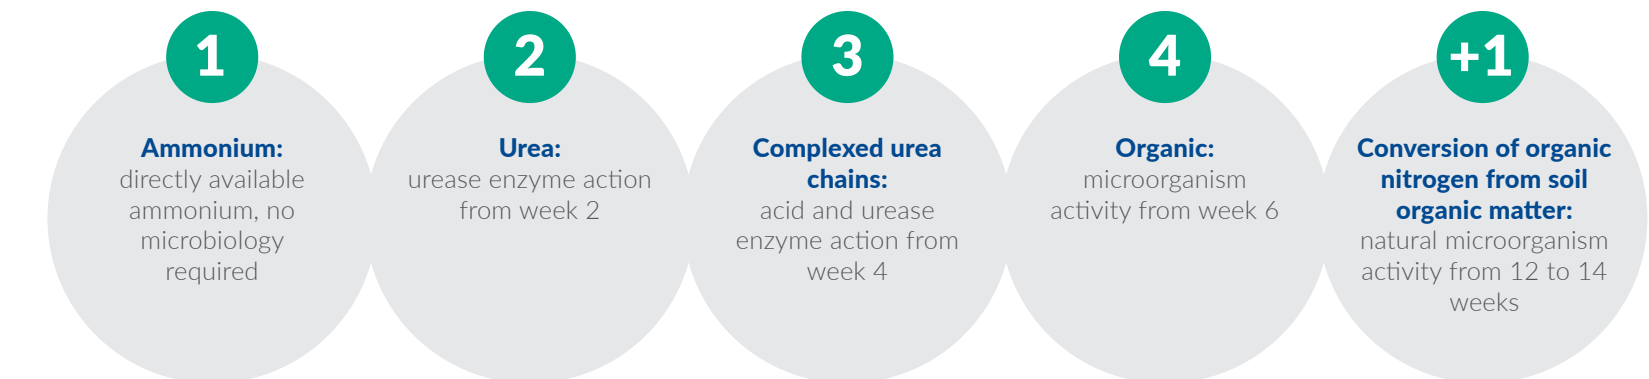 1
Ammonium:
directly available
ammonium, no
microbiology
required
2
Urea:
urease enzyme action
from week 2
3
Complexed urea
chains:
acid and urease
enzyme action from
week 4
4
Organic:
microorganism
activity from week 6
+1
Conversion of organic
nitrogen from soil
organic matter:
natural microorganism
activity from 12 to 14
weeks